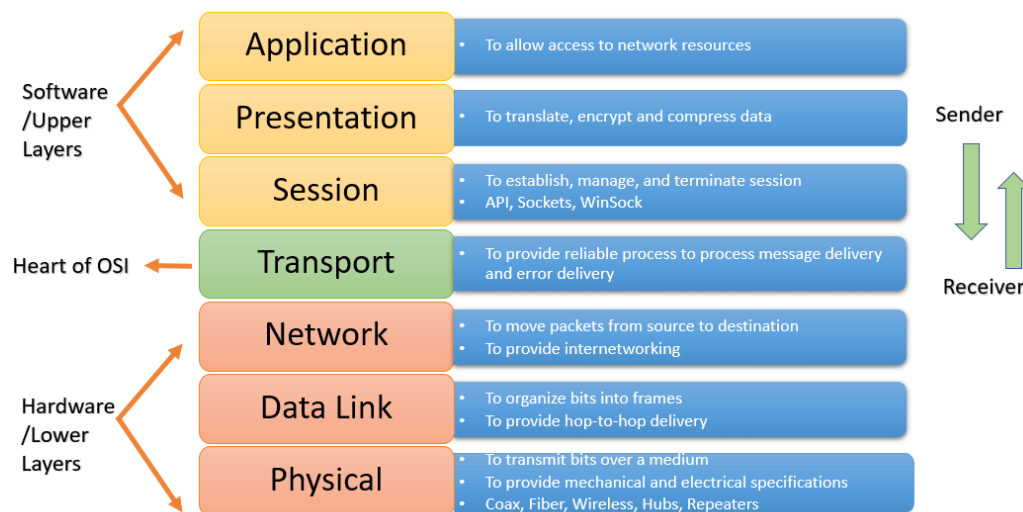 Application
• To allow access to network resources
Software
/Upper
Layers
Presentation
• To translate, encrypt and compress data
Sender
Session
• To establish, manage, and terminate session
• API, Sockets, WinSock
Heart of OSI
Transport
• To provide reliable process to process message delivery
and error delivery
Receiver
Network
• To move packets from source to destination
• To provide internetworking
Hardware
/Lower
Layers
Data Link
• To organize bits into frames
• To provide hop-to-hop delivery
Physical
• To transmit bits over a medium
• To provide mechanical and electrical specifications
• Coax, Fiber, Wireless, Hubs, Repeaters